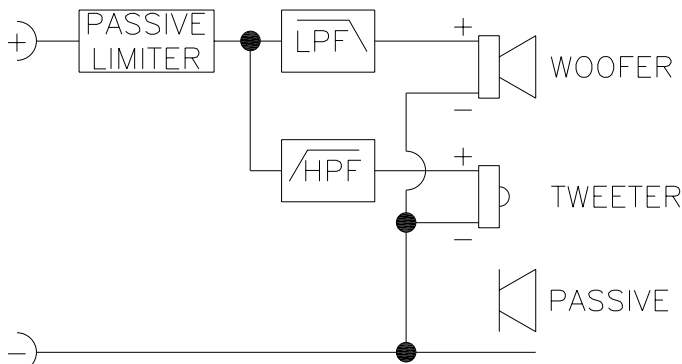 PASSIVE
LIMITER
+
LPF
+
WOOFER
−
HPF
+
TWEETER
−
PASSIVE
−